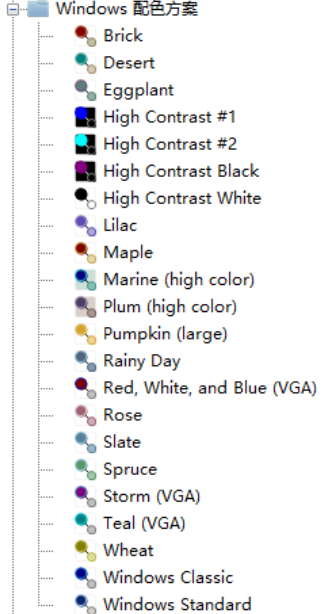 Windows 配色方案
Brick
Desert
Eggplant
High Contrast #1
High Contrast #2
High Contrast Black
High Contrast White
Lilac
Maple
Marine (high color)
Plum (high color)
Pumpkin (large)
Rainy Day
Red, White, and Blue (VGA)
Rose
Slate
Spruce
Storm (VGA)
Teal (VGA)
Wheat
Windows Classic
Windows Standard